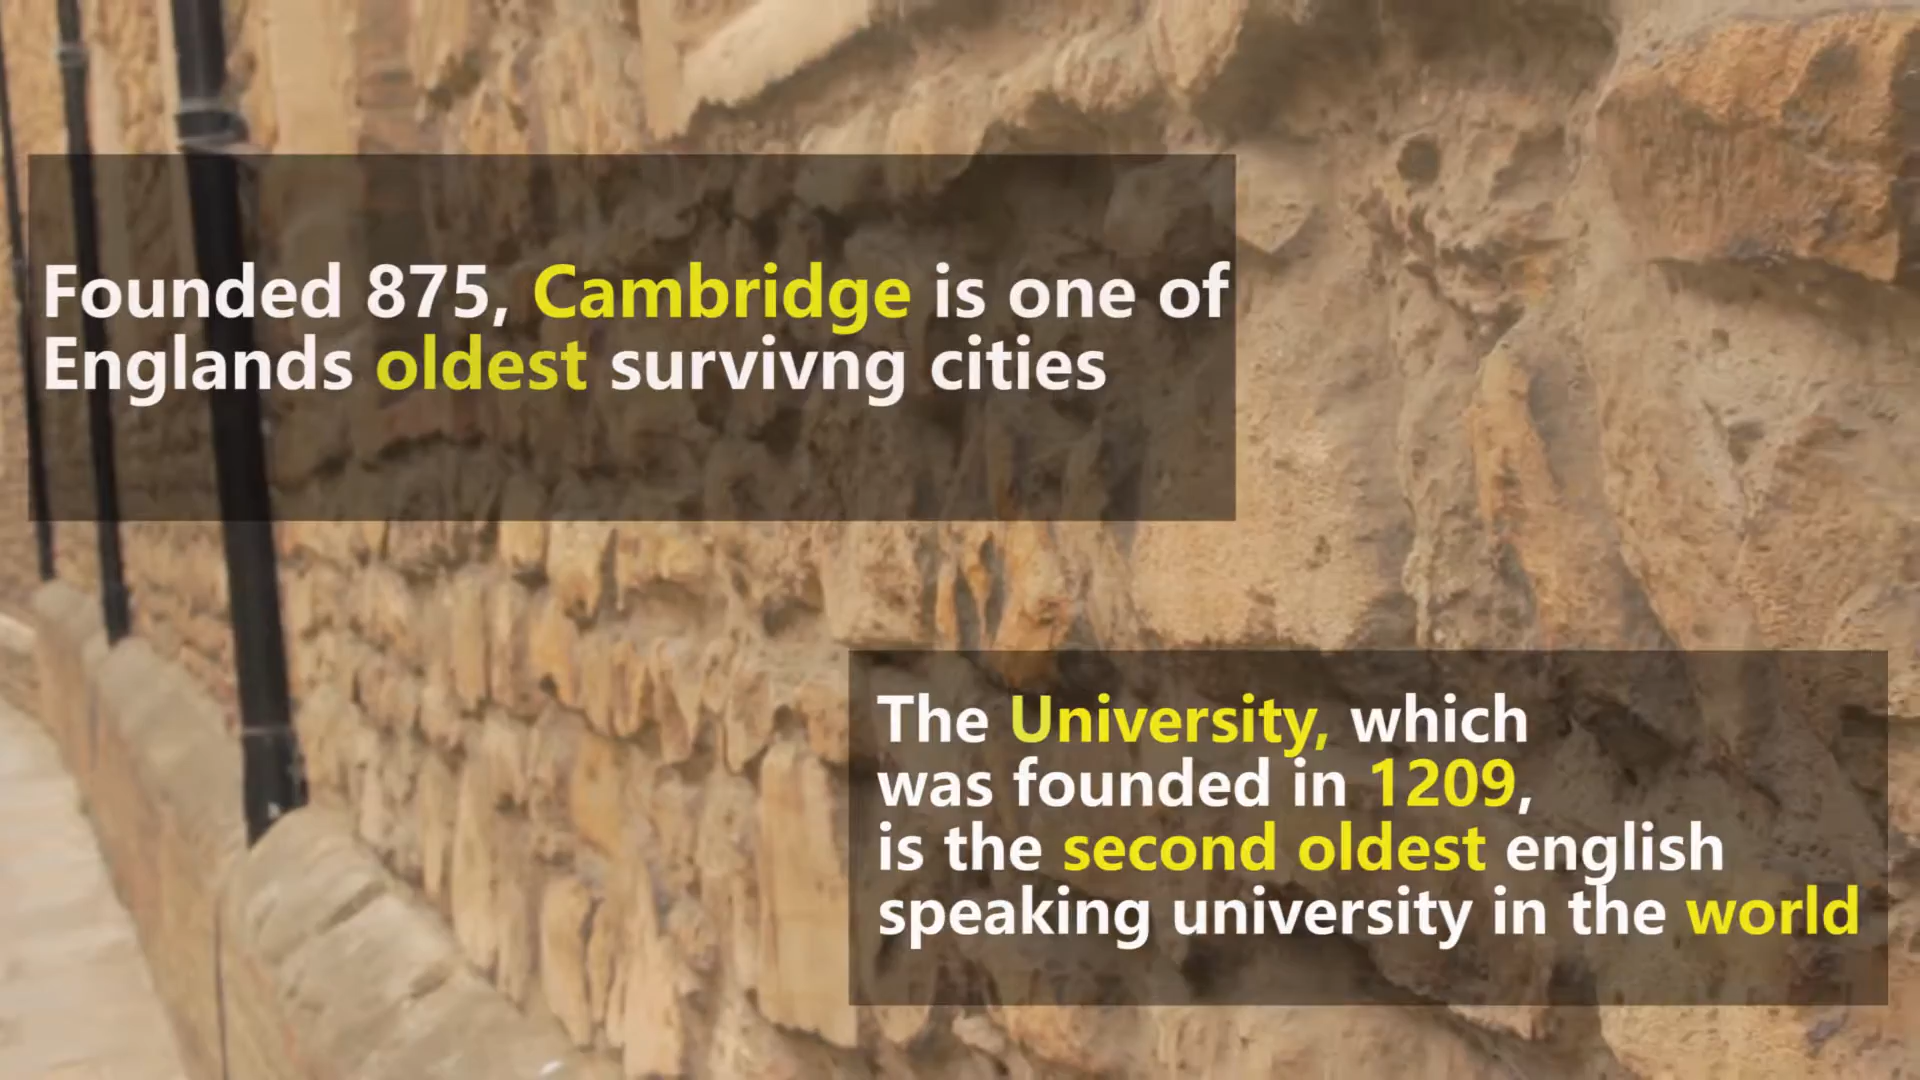 Founded 875, Cambridge is one of
Englands oldest survivng cities
The University, which
was founded in 1209,
is the second oldest english
speaking university in the world